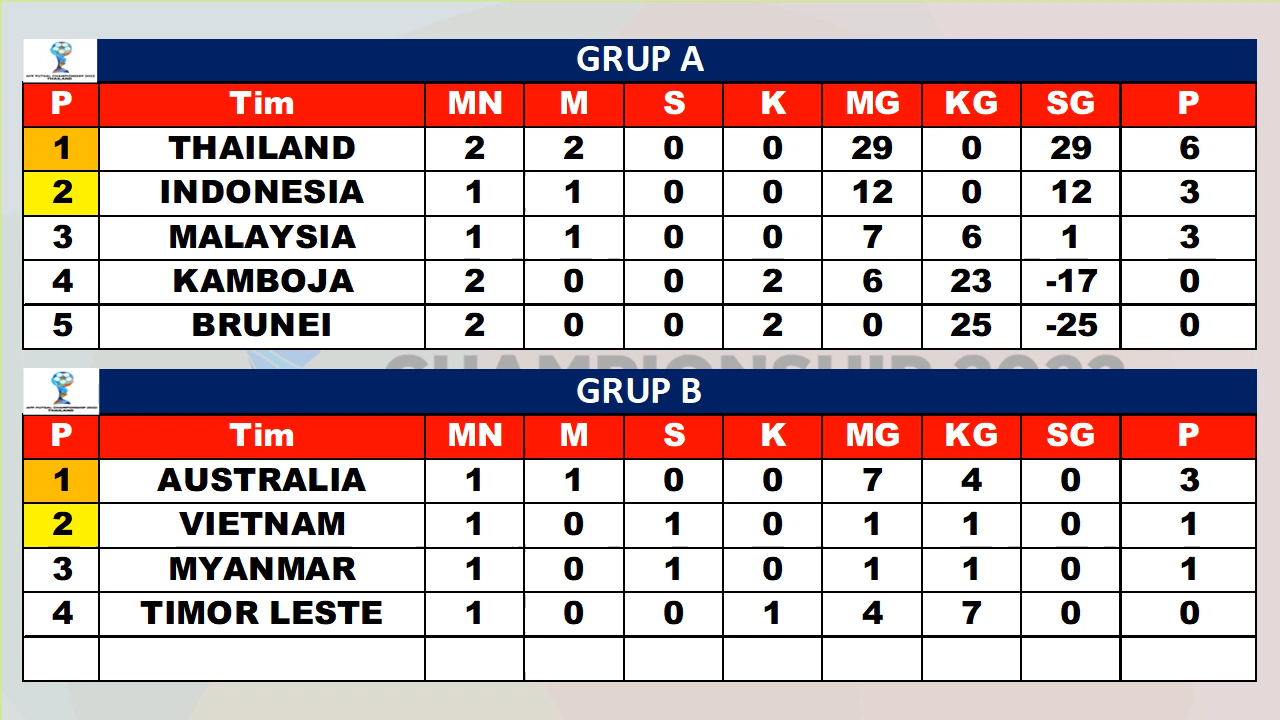 GRUP A
P Tim MN M S K MG KG SG P
1 THAILAND 2 2 0 0 29 0 29 6
2 INDONESIA 1 1 0 0 12 0 12 3
3 MALAYSIA 1 1 0 0 7 6 1 3
4 KAMBOJA 2 0 0 2 6 23 -17 0
5 BRUNEI 2 0 0 2 0 25 -25 0
CHAMPIONSHIP 2022
GRUP B
P Tim MN M S K MG KG SG P
1 AUSTRALIA 1 1 0 0 7 4 0 3
2 VIETNAM 1 0 1 0 1 1 0 1
3 MYANMAR 1 0 1 0 1 1 0 1
4 TIMOR LESTE 1 0 0 1 4 7 0 0